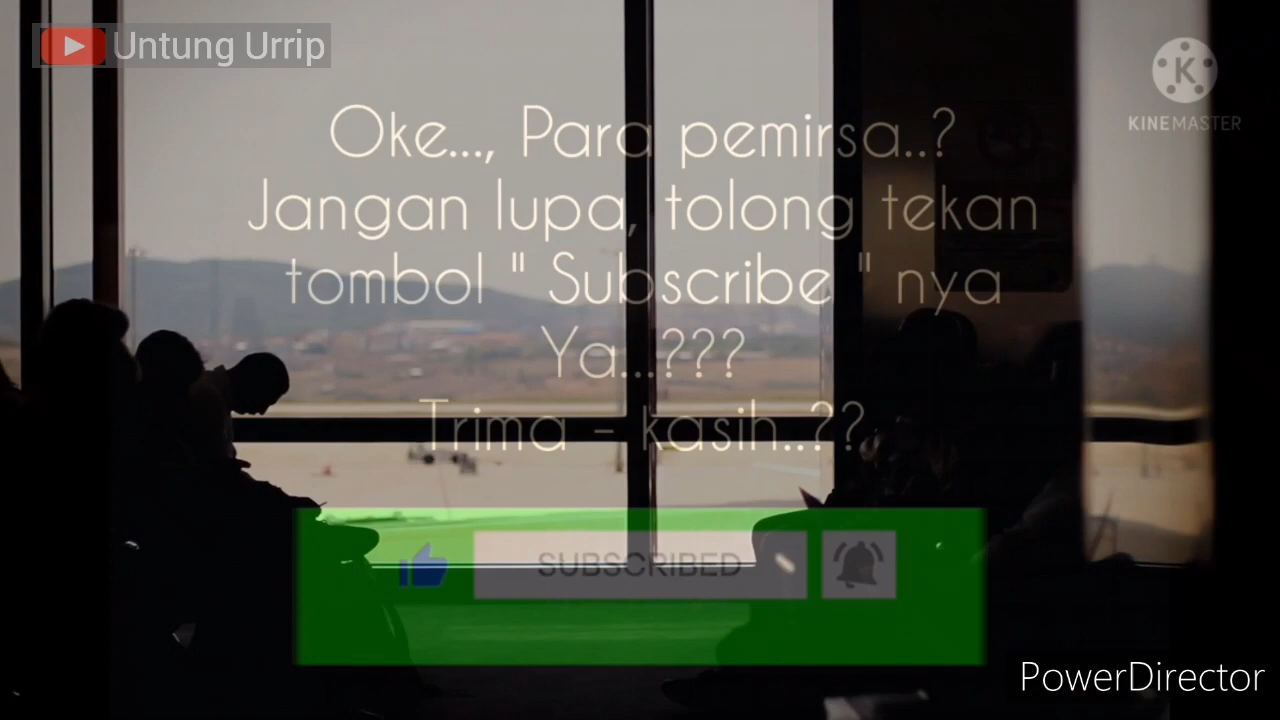 Untung Urrip
KINEMASTER
Oke..., Para pemirsa..?
Jangan lupa, tolong tekan
tombol " Subscribe " nya
Ya...???
Trima - kasih..??
SUBSCRIBED
PowerDirector